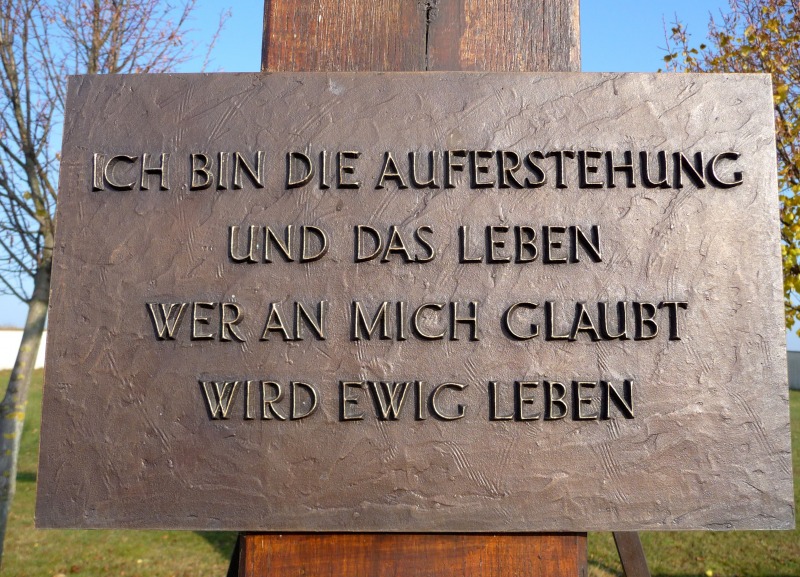 ICH BIN DIE AUFERSTEHUNG
UND DAS LEBEN
WER AN MICH GLAUBT
WIRD EWIG LEBEN